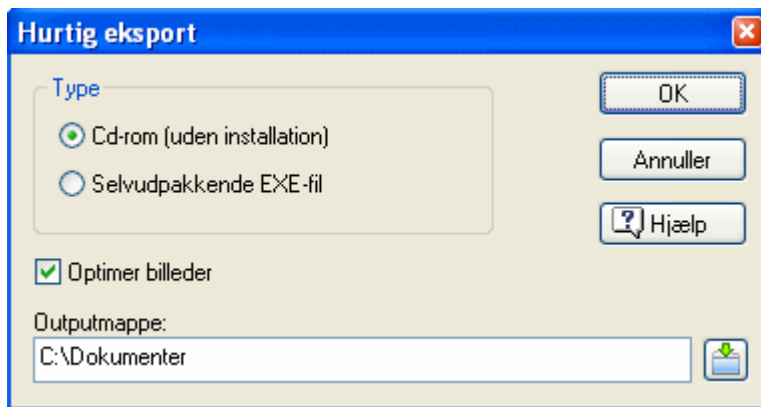 Hurtig eksport
Type
Cd-rom (uden installation)
Selvudpakkende EXE-fil
OK
Annuller
Hjælp
Optimer billeder
Outputmappe:
C:\Dokumenter